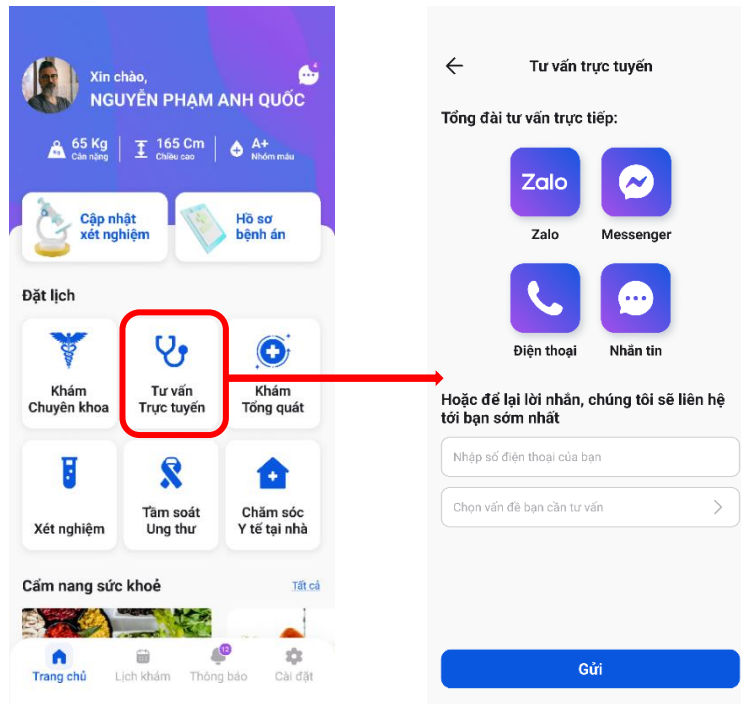 Xin chào,
NGUYỄN PHẠM ANH QUỐC
65 Kg
Cân nặng
165 Cm
Chiều cao
A+
Nhóm máu
Cập nhật
xét nghiệm
Hồ sơ
bệnh án
Đặt lịch
Khám
Chuyên khoa
Tư vấn
Trực tuyến
Khám
Tổng quát
Xét nghiệm
Tầm soát
Ung thư
Chăm sóc
Y tế tại nhà
Cẩm nang sức khoẻ
Tất cả
Trang chủ
Lịch khám
12
Thông báo
Cài đặt
Tư vấn trực tuyến
Tổng đài tư vấn trực tiếp:
Zalo
Zalo
Messenger
Điện thoại
Nhắn tin
Hoặc để lại lời nhắn, chúng tôi sẽ liên hệ
tới bạn sớm nhất
Nhập số điện thoại của bạn
Chọn vấn đề bạn cần tư vấn
Gửi